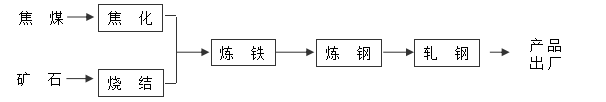 焦 煤
焦 化
矿 石
烧 结
炼 铁
炼 钢
轧 钢
产品
出厂